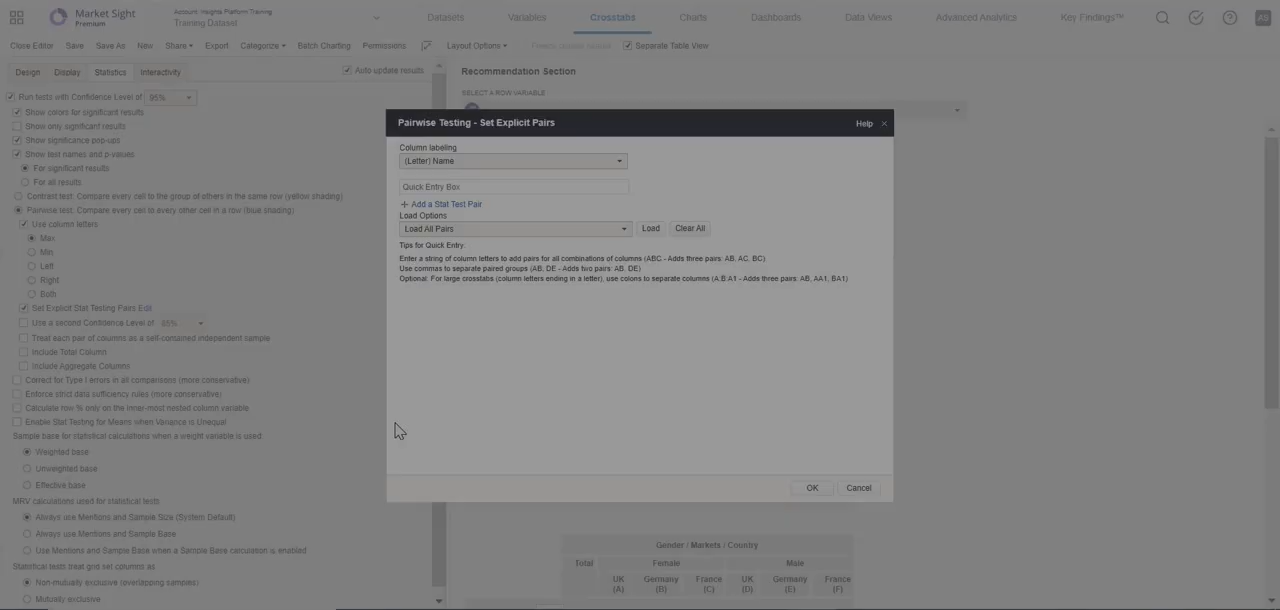 Market Sight
Premium
Account: Insights Platform Training
Training Dataset
Datasets
Variables
Crosstabs
Charts
Dashboards
Data Views
Advanced Analytics
Key Findings™
AS
Close Editor
Save
Save As
New
Share
Export
Categorize
Batch Charting
Permissions
Layout Options
Separate Table View
Design
Display
Statistics
Interactivity
Auto update results
Run tests with Confidence Level of 95%
Show colors for significant results
Show only significant results
Show significance pop-ups
Show test names and p-values
For significant results
For all results
Contrast test: Compare every cell to the group of others in the same row (yellow shading)
Pairwise test: Compare every cell to every other cell in a row (blue shading)
Use column letters
Max
Min
Left
Right
Both
Set Explicit Stat Testing Pairs Edit
Use a second Confidence Level of 85%
Treat each pair of columns as a self-contained independent sample
Include Total Column
Include Aggregate Columns
Correct for Type I errors in all comparisons (more conservative)
Enforce strict data sufficiency rules (more conservative)
Calculate row % only on the inner-most nested column variable
Enable Stat Testing for Means when Variance is Unequal
Sample base for statistical calculations when a weight variable is used:
Weighted base
Unweighted base
Effective base
MRV calculations used for statistical tests
Always use Mentions and Sample Size (System Default)
Always use Mentions and Sample Base
Use Mentions and Sample Base when a Sample Base calculation is enabled
Statistical tests treat grid set columns as
Non-mutually exclusive (overlapping samples)
Mutually exclusive
Recommendation Section
SELECT A ROW VARIABLE
Pairwise Testing - Set Explicit Pairs
Help ×
Column labeling
(Letter) Name
Quick Entry Box
+ Add a Stat Test Pair
Load Options
Load All Pairs
Load
Clear All
Tips for Quick Entry:
Enter a string of column letters to add pairs for all combinations of columns (ABC - Adds three pairs: AB, AC, BC)
Use commas to separate paired groups (AB, DE - Adds two pairs: AB, DE)
Optional: For large crosstabs (column letters ending in a letter), use colons to separate columns (A:B:A1 - Adds three pairs: AB, AA1, BA1)
OK
Cancel
Gender / Markets / Country
Total
Female
Male
UK
(A)
Germany
(B)
France
(C)
UK
(D)
Germany
(E)
France
(F)